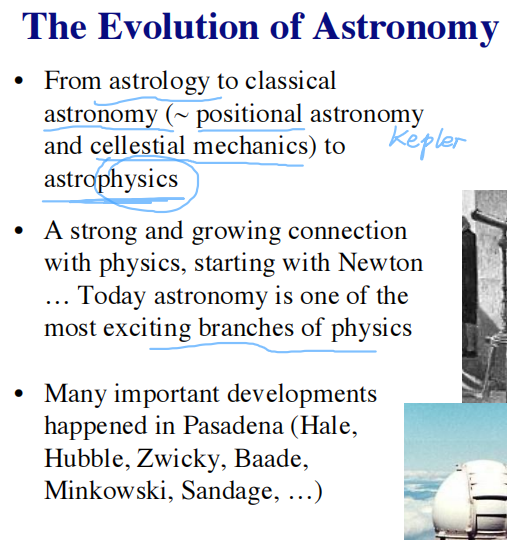 The Evolution of Astronomy
• From astrology to classical
astronomy (~ positional astronomy
and cellestial mechanics) to
Kepler
astrophysics
• A strong and growing connection
with physics, starting with Newton
… Today astronomy is one of the
most exciting branches of physics
• Many important developments
happened in Pasadena (Hale,
Hubble, Zwicky, Baade,
Minkowski, Sandage, …)